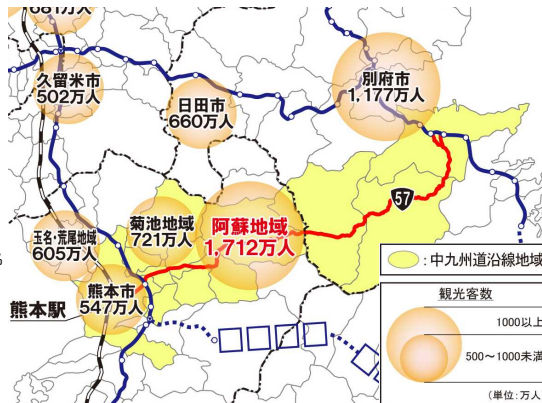 681万人
久留米市
502万人
日田市
660万人
別府市
1,177万人
57
菊池地域
721万人
阿蘇地域
1,712万人
玉名・荒尾地域
605万人
熊本市
547万人
熊本駅
:中九州道沿線地域
観光客数
1000以上
500～1000未満
(単位:万人